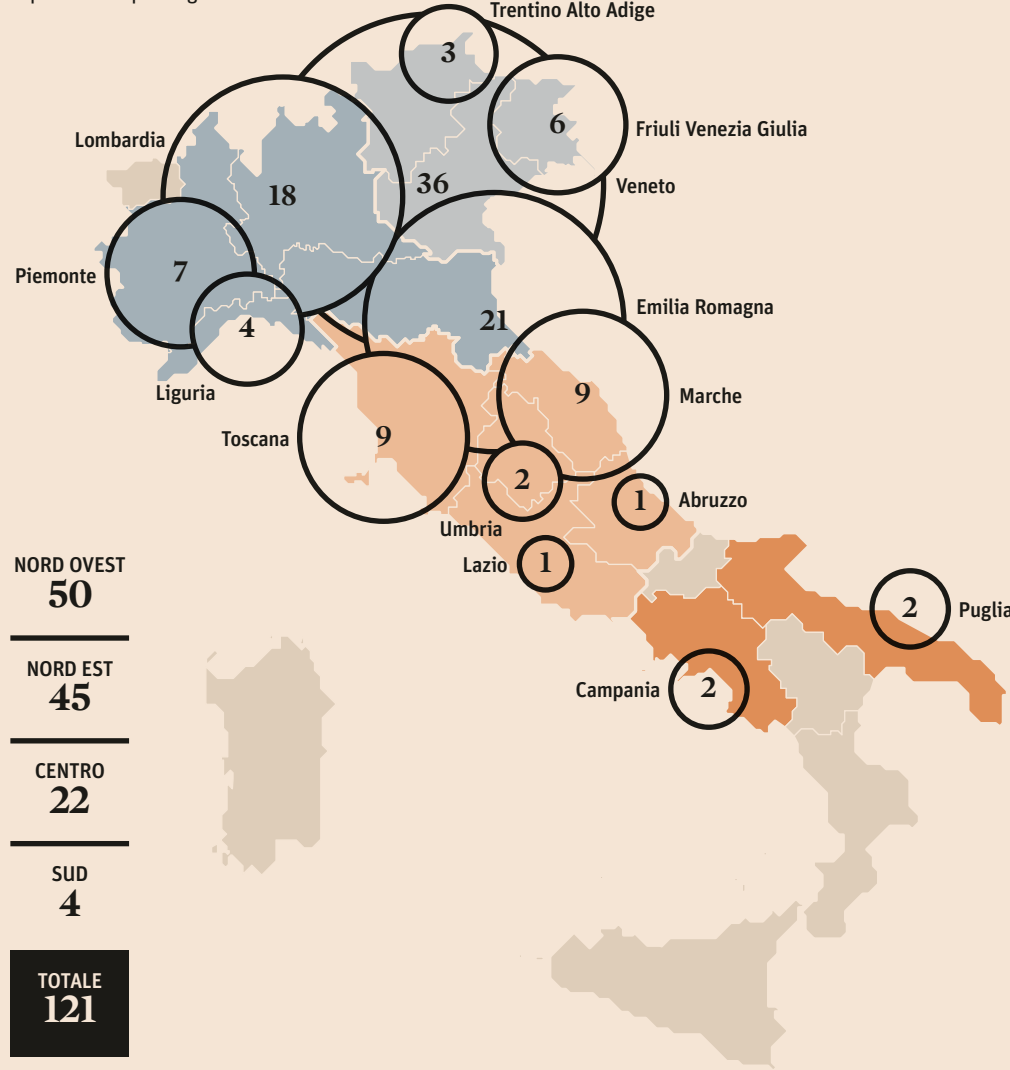 Trentino Alto Adige
3
Lombardia
6
Friuli Venezia Giulia
18
36
Veneto
Piemonte
7
4
21
Emilia Romagna
Liguria
9
Marche
Toscana
9
2
Umbria
1
Abruzzo
Lazio
1
2
Puglia
Campania
2
NORD OVEST
50
NORD EST
45
CENTRO
22
SUD
4
TOTALE
121